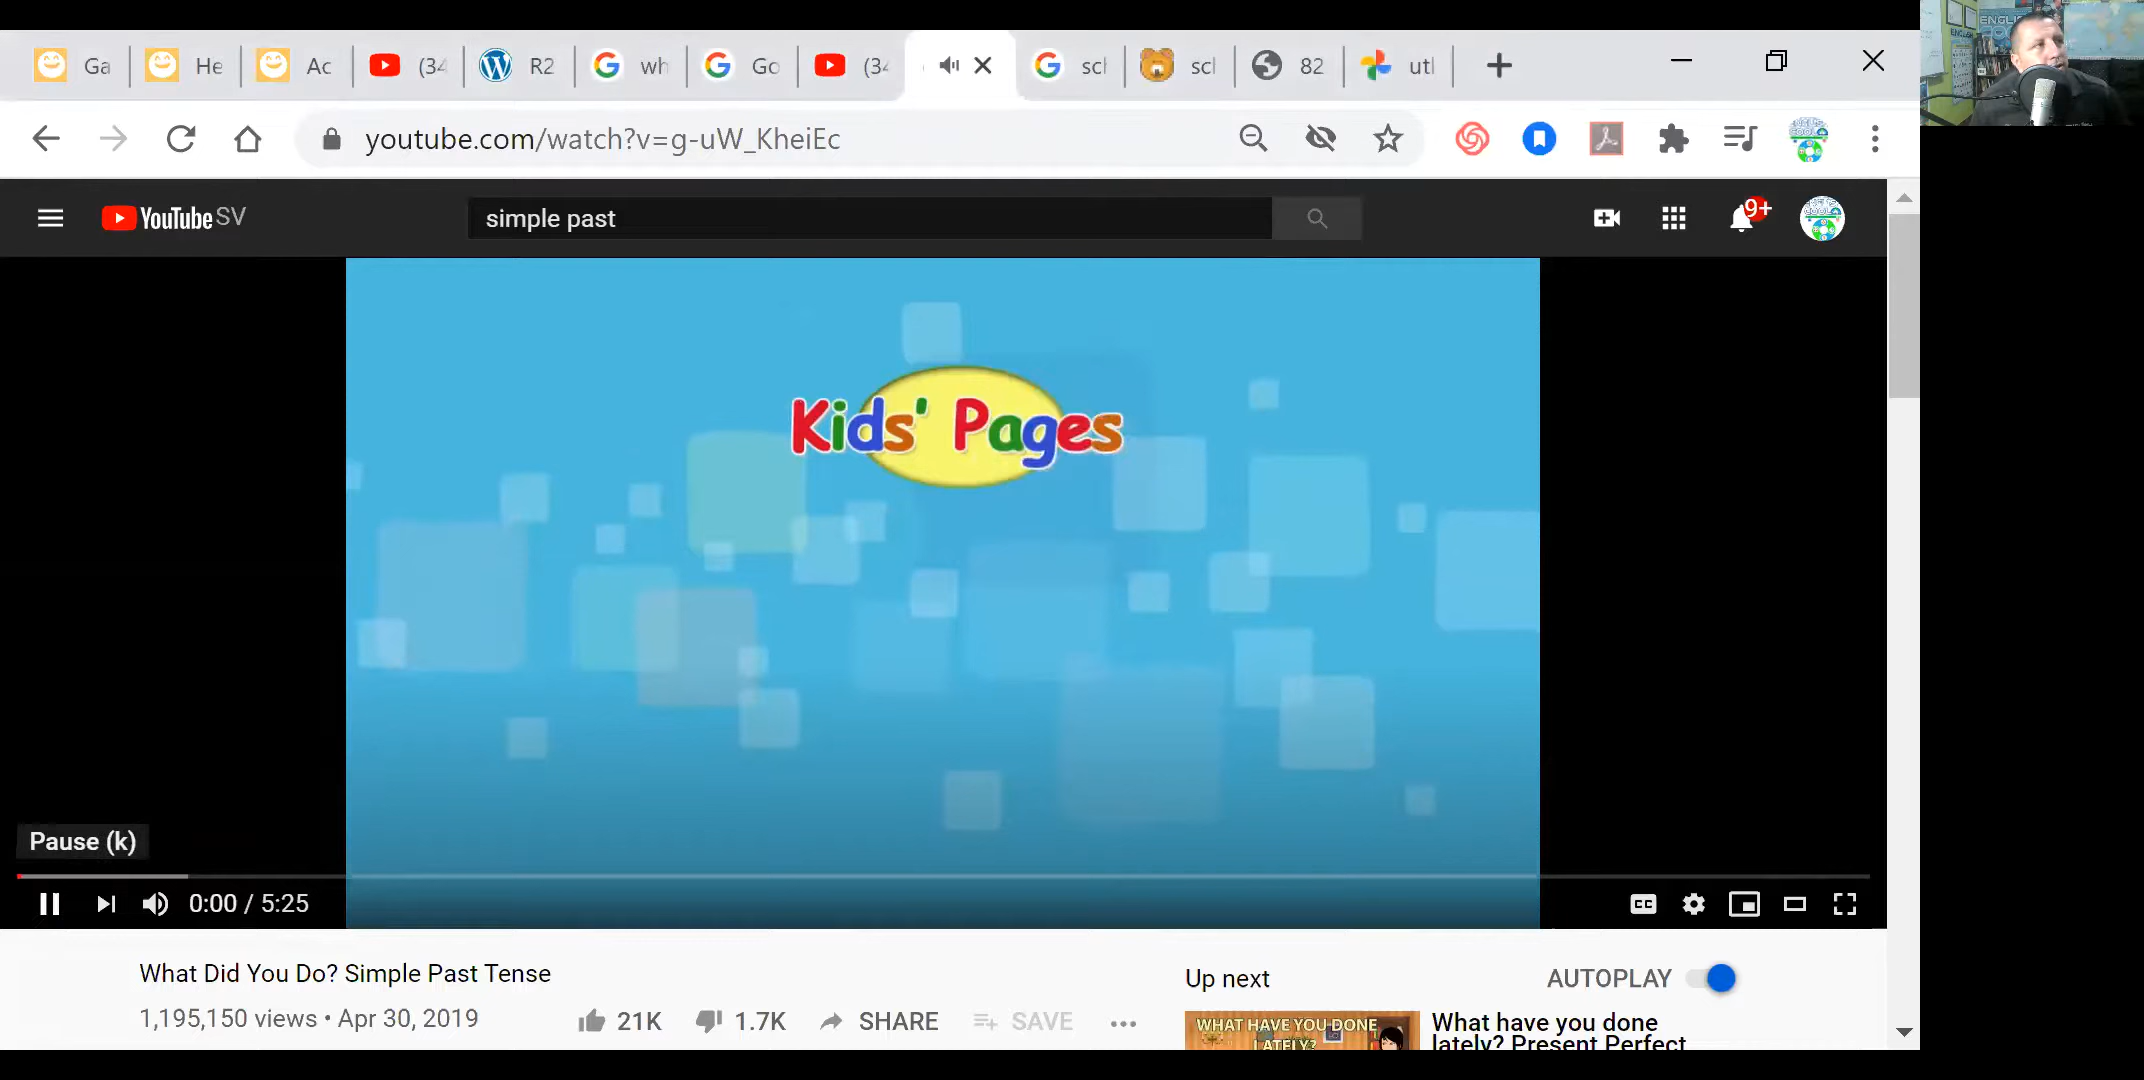 Ga He Ac (34 R2 wh Go (34 scl scl 82 utl
youtube.com/watch?v=g-uW_KheiEc
YouTube SV simple past 9+
Kids' Pages
Pause (k)
0:00 / 5:25
What Did You Do? Simple Past Tense
1,195,150 views • Apr 30, 2019
21K 1.7K SHARE SAVE
Up next AUTOPLAY
WHAT HAVE YOU DONE
LATELY?
What have you done
lately? Present Perfect